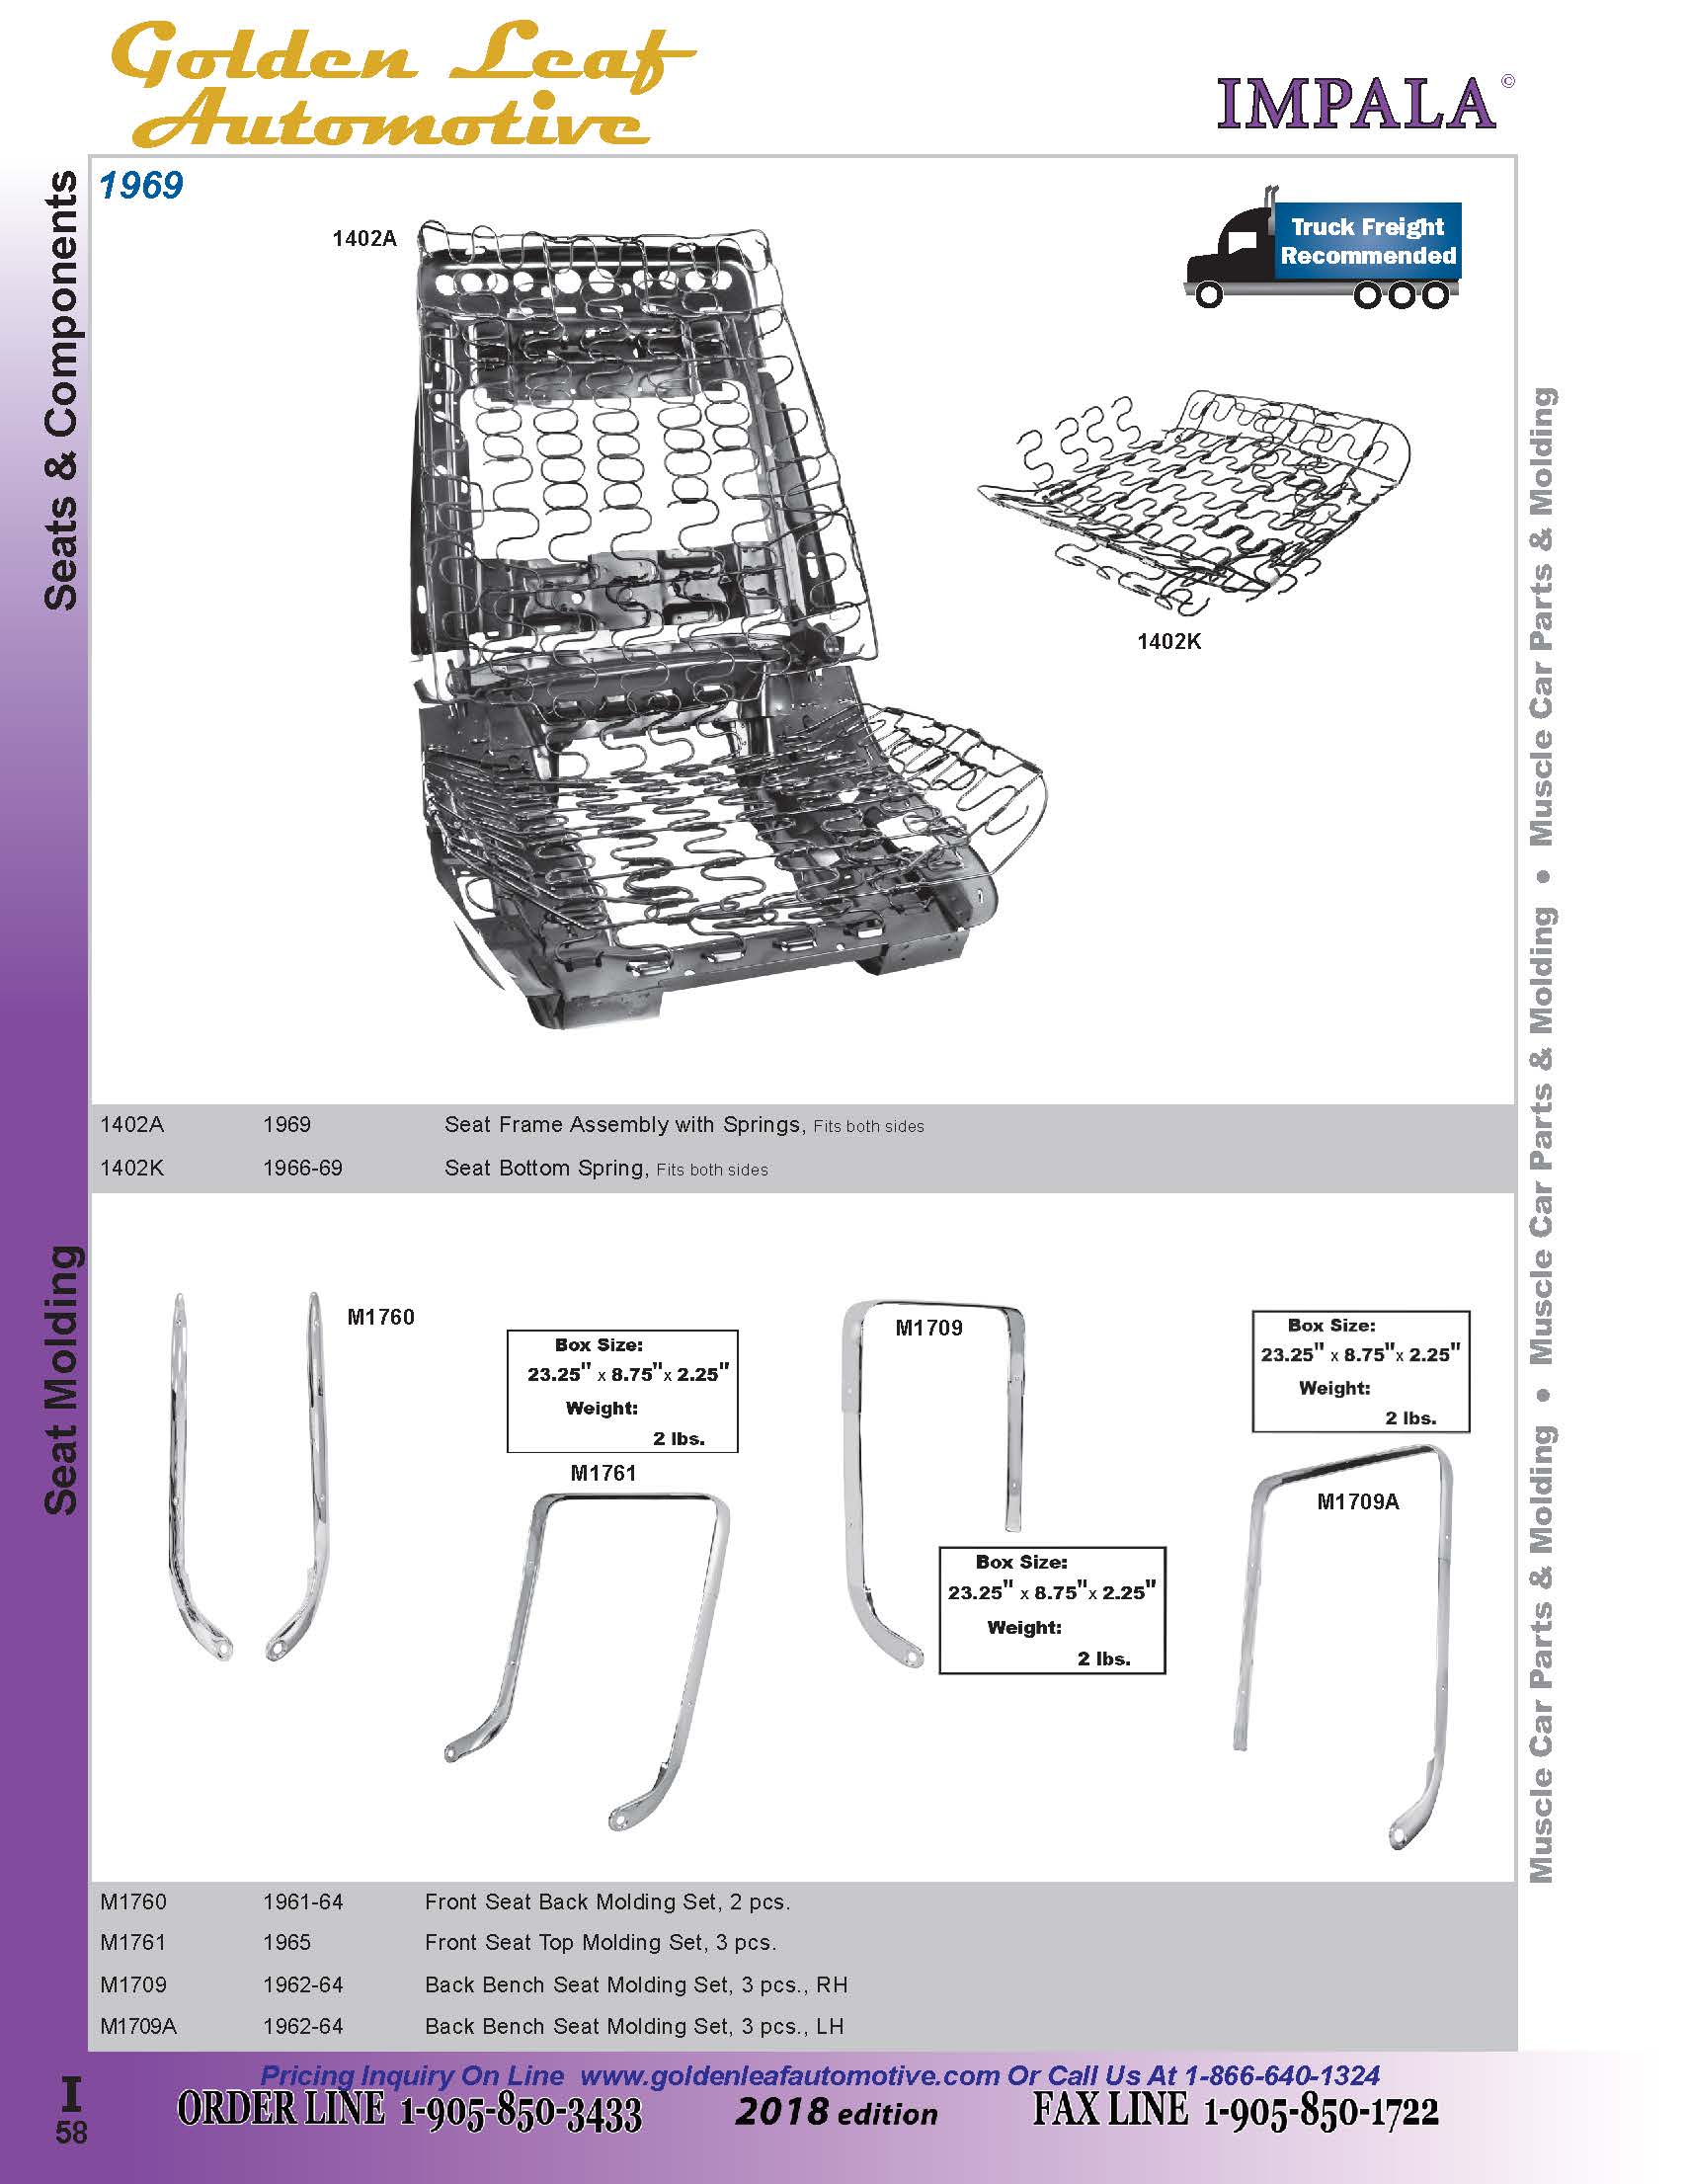 Golden Leaf
Automotive
IMPALA©
Seats & Components
1969
1402A
Truck Freight
Recommended
1402K
1402A 1969 Seat Frame Assembly with Springs, Fits both sides
1402K 1966-69 Seat Bottom Spring, Fits both sides
Seat Molding
M1760
Box Size:
23.25" x 8.75"x 2.25"
Weight:
2 lbs.
M1761
M1709
Box Size:
23.25" x 8.75"x 2.25"
Weight:
2 lbs.
Box Size:
23.25" x 8.75"x 2.25"
Weight:
2 lbs.
M1709A
M1760 1961-64 Front Seat Back Molding Set, 2 pcs.
M1761 1965 Front Seat Top Molding Set, 3 pcs.
M1709 1962-64 Back Bench Seat Molding Set, 3 pcs., RH
M1709A 1962-64 Back Bench Seat Molding Set, 3 pcs., LH
Muscle Car Parts & Molding • Muscle Car Parts & Molding • Muscle Car Parts & Molding
Pricing Inquiry On Line www.goldenleafautomotive.com Or Call Us At 1-866-640-1324
I
58
ORDER LINE 1-905-850-3433 2018 edition FAX LINE 1-905-850-1722